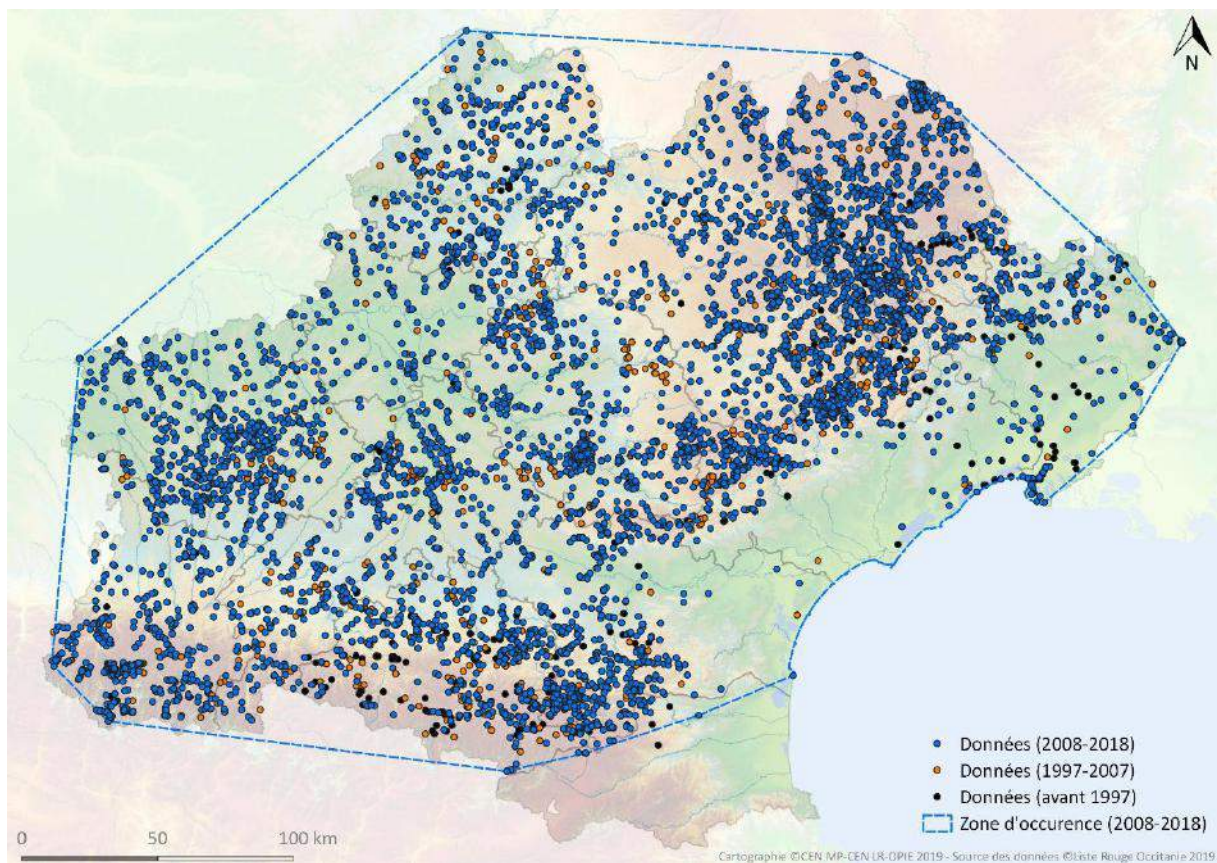 N
Données (2008-2018)
Données (1997-2007)
Données (avant 1997)
Zone d'occurence (2008-2018)
0 50 100 km
Cartographie ©CEN MP-CEN LR-OPIE 2019 - Source des données ©Liste Rouge Occitanie 2019